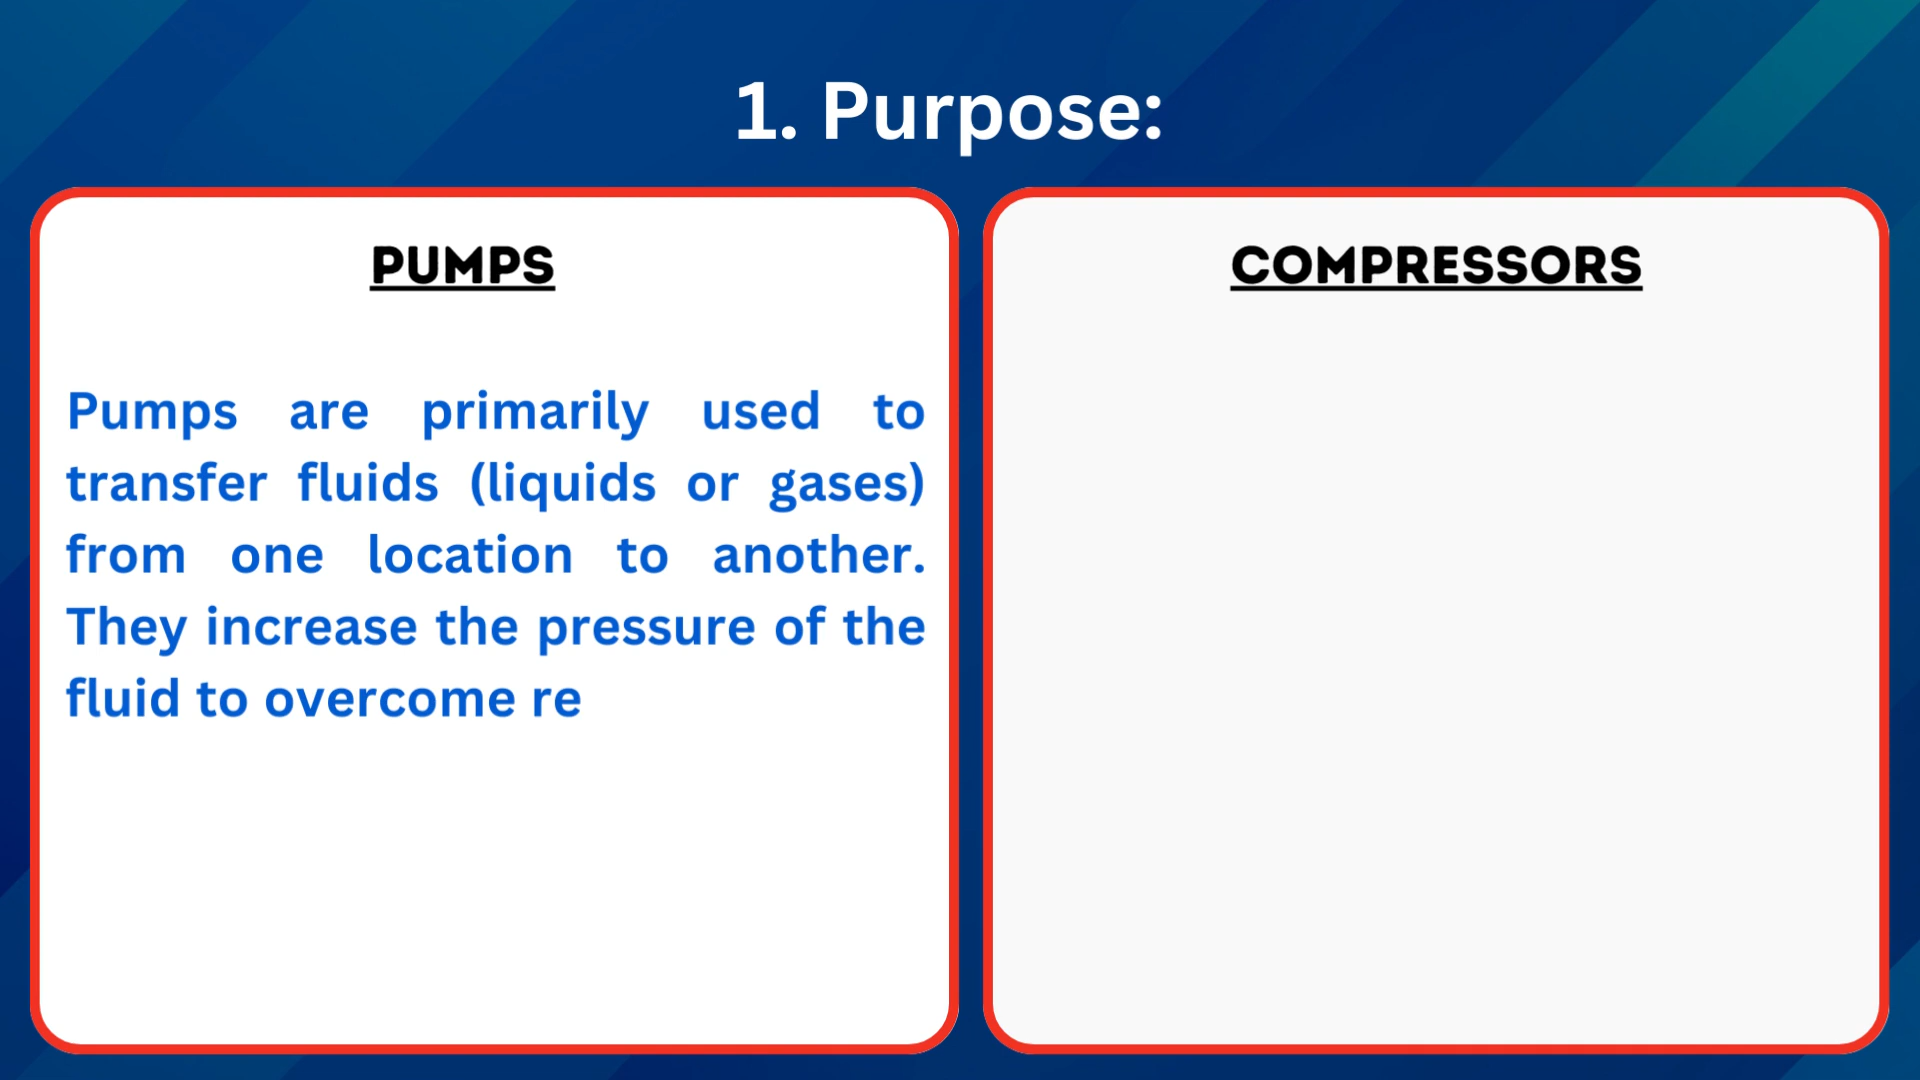 1. Purpose:
PUMPS
Pumps are primarily used to
transfer fluids (liquids or gases)
from one location to another.
They increase the pressure of the
fluid to overcome re
COMPRESSORS